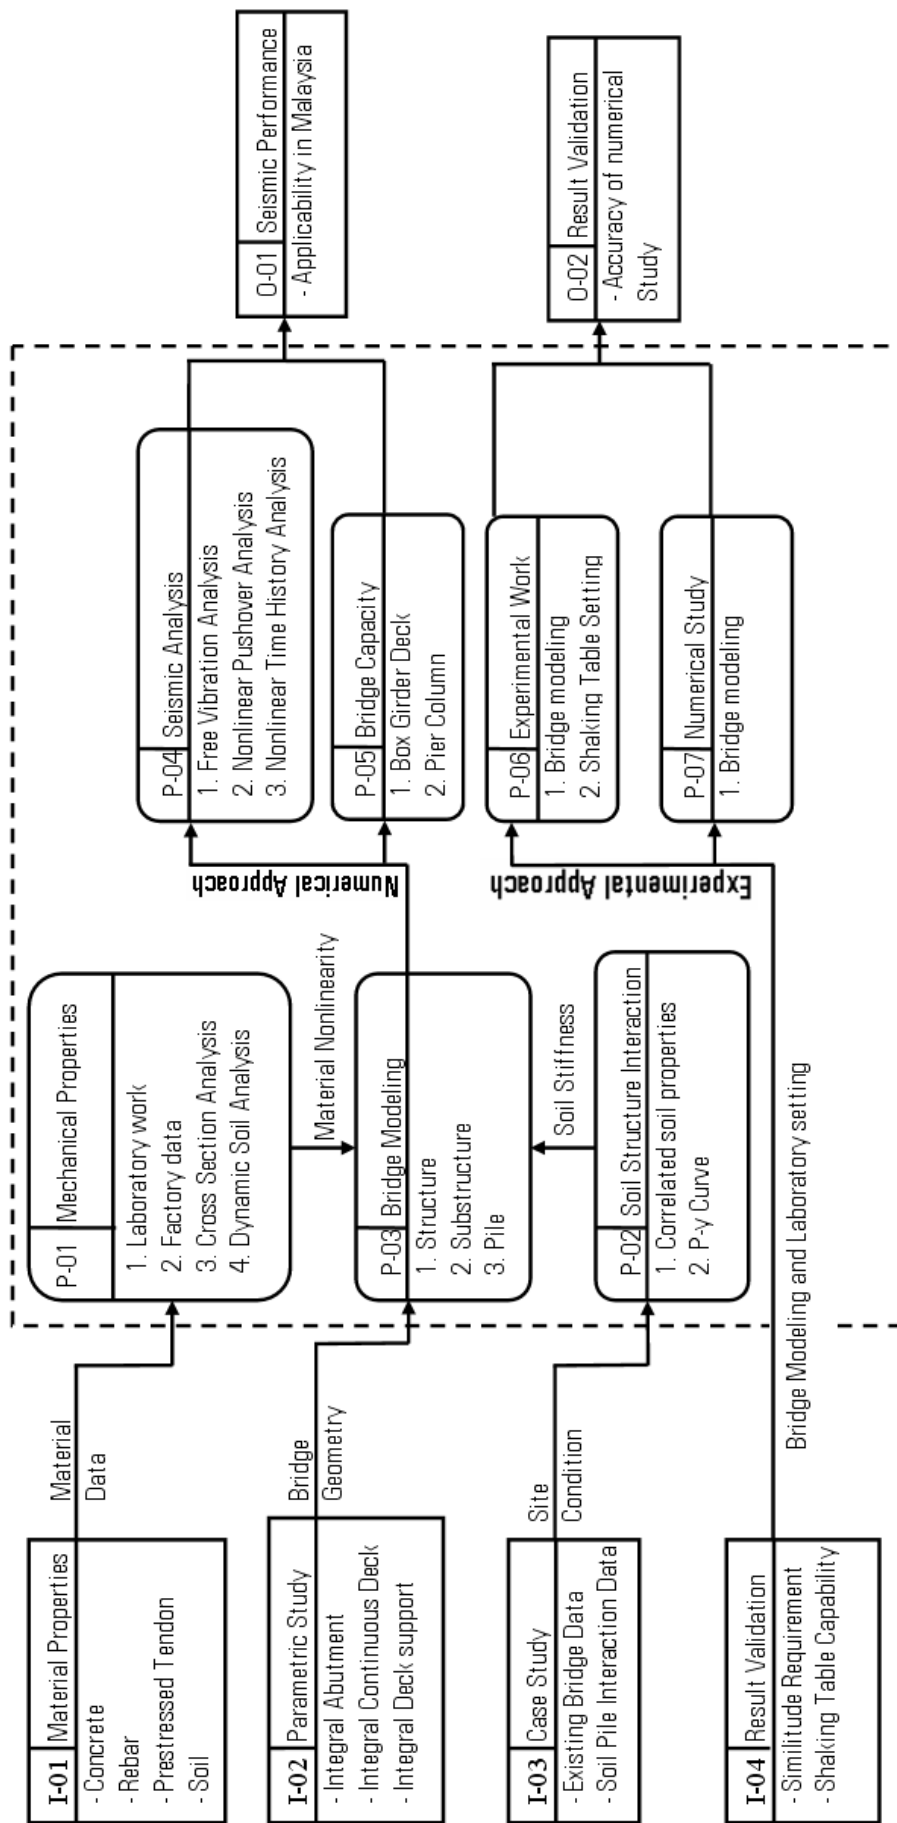 I-01 Material Properties
- Concrete
- Rebar
- Prestressed Tendon
- Soil
Material
Data
I-02 Parametric Study
- Integral Abutment
- Integral Continuous Deck
- Integral Deck support
Bridge
Geometry
I-03 Case Study
- Existing Bridge Data
- Soil Pile Interaction Data
Site
Condition
I-04 Result Validation
- Similitude Requirement
- Shaking Table Capability
Bridge Modeling and Laboratory setting
P-01 Mechanical Properties
1. Laboratory work
2. Factory data
3. Cross Section Analysis
4. Dynamic Soil Analysis
Material Nonlinearity
P-03 Bridge Modeling
1. Structure
2. Substructure
3. Pile
Soil Stiffness
P-02 Soil Structure Interaction
1. Correlated soil properties
2. P-y Curve
Numerical Approach
Experimental Approach
P-04 Seismic Analysis
1. Free Vibration Analysis
2. Nonlinear Pushover Analysis
3. Nonlinear Time History Analysis
P-05 Bridge Capacity
1. Box Girder Deck
2. Pier Column
P-06 Experimental Work
1. Bridge modeling
2. Shaking Table Setting
P-07 Numerical Study
1. Bridge modeling
O-01 Seismic Performance
- Applicability in Malaysia
O-02 Result Validation
- Accuracy of numerical
Study